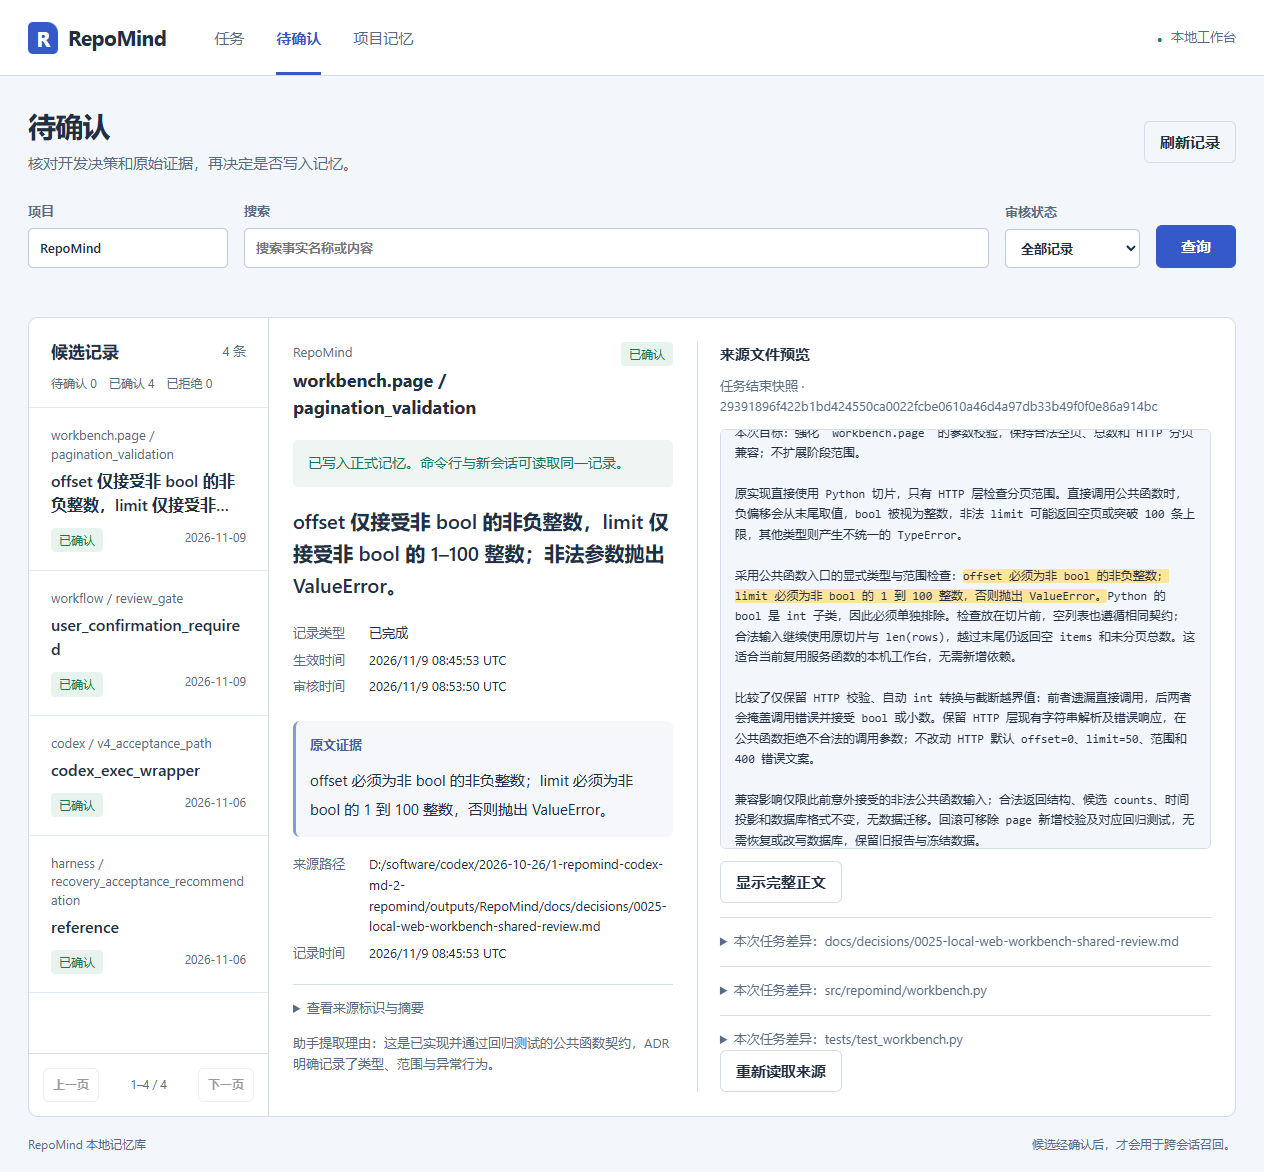 R RepoMind 任务 待确认 项目记忆 • 本地工作台
待确认
核对开发决策和原始证据，再决定是否写入记忆。
刷新记录
项目 搜索 审核状态
RepoMind 搜索事实名称或内容 全部记录 查询
候选记录 4 条
待确认 0 已确认 4 已拒绝 0
workbench.page /
pagination_validation
offset 仅接受非 bool 的非
负整数，limit 仅接受非...
已确认 2026-11-09
workflow / review_gate
user_confirmation_require
d
已确认 2026-11-09
codex / v4_acceptance_path
codex_exec_wrapper
已确认 2026-11-06
harness /
recovery_acceptance_recommend
ation
reference
已确认 2026-11-06
上一页 1–4 / 4 下一页
RepoMind 已确认
workbench.page /
pagination_validation
已写入正式记忆。命令行与新会话可读取同一记录。
offset 仅接受非 bool 的非负整数，limit 仅
接受非 bool 的 1–100 整数；非法参数抛出
ValueError。
记录类型 已完成
生效时间 2026/11/9 08:45:53 UTC
审核时间 2026/11/9 08:53:50 UTC
原文证据
offset 必须为非 bool 的非负整数；limit 必须为非
bool 的 1 到 100 整数，否则抛出 ValueError。
来源路径 D:/software/codex/2026-10-26/1-repomind-codex-
md-2-
repomind/outputs/RepoMind/docs/decisions/0025-
local-web-workbench-shared-review.md
记录时间 2026/11/9 08:45:53 UTC
▶ 查看来源标识与摘要
助手提取理由：这是已实现并通过回归测试的公共函数契约，ADR
明确记录了类型、范围与异常行为。
来源文件预览
任务结束快照 ·
29391896f422b1bd424550ca0022fcbe0610a46d4a97db33b49f0f0e86a914bc
本次目标：强化 `workbench.page` 的参数校验，保持合法空页、总数和 HTTP 分页
兼容；不扩展阶段范围。
原实现直接使用 Python 切片，只有 HTTP 层检查分页范围。直接调用公共函数时，
负偏移会从末尾取值，bool 被视为整数，非法 limit 可能返回空页或突破 100 条上
限，其他类型则产生不统一的 TypeError。
采用公共函数入口的显式类型与范围检查：offset 必须为非 bool 的非负整数；
limit 必须为非 bool 的 1 到 100 整数，否则抛出 ValueError。Python 的
bool 是 int 子类，因此必须单独排除。检查放在切片前，空列表也遵循相同契约；
合法输入继续使用原切片与 len(rows)，越过末尾仍返回空 items 和未分页总数。这
适合当前复用服务函数的本机工作台，无需新增依赖。
比较了仅保留 HTTP 校验、自动 int 转换与截断越界值：前者遗漏直接调用，后两者
会掩盖调用错误并接受 bool 或小数。保留 HTTP 层现有字符串解析及错误响应，在
公共函数拒绝不合法的调用参数；不改动 HTTP 默认 offset=0、limit=50、范围和
400 错误文案。
兼容影响仅限此前意外接受的非法公共函数输入；合法返回结构、候选 counts、时间
投影和数据库格式不变，无数据迁移。回滚可移除 page 新增校验及对应回归测试，无
需恢复或改写数据库，保留旧报告与冻结数据。
显示完整正文
▶ 本次任务差异：docs/decisions/0025-local-web-workbench-shared-review.md
▶ 本次任务差异：src/repomind/workbench.py
▶ 本次任务差异：tests/test_workbench.py
重新读取来源
RepoMind 本地记忆库 候选经确认后，才会用于跨会话召回。